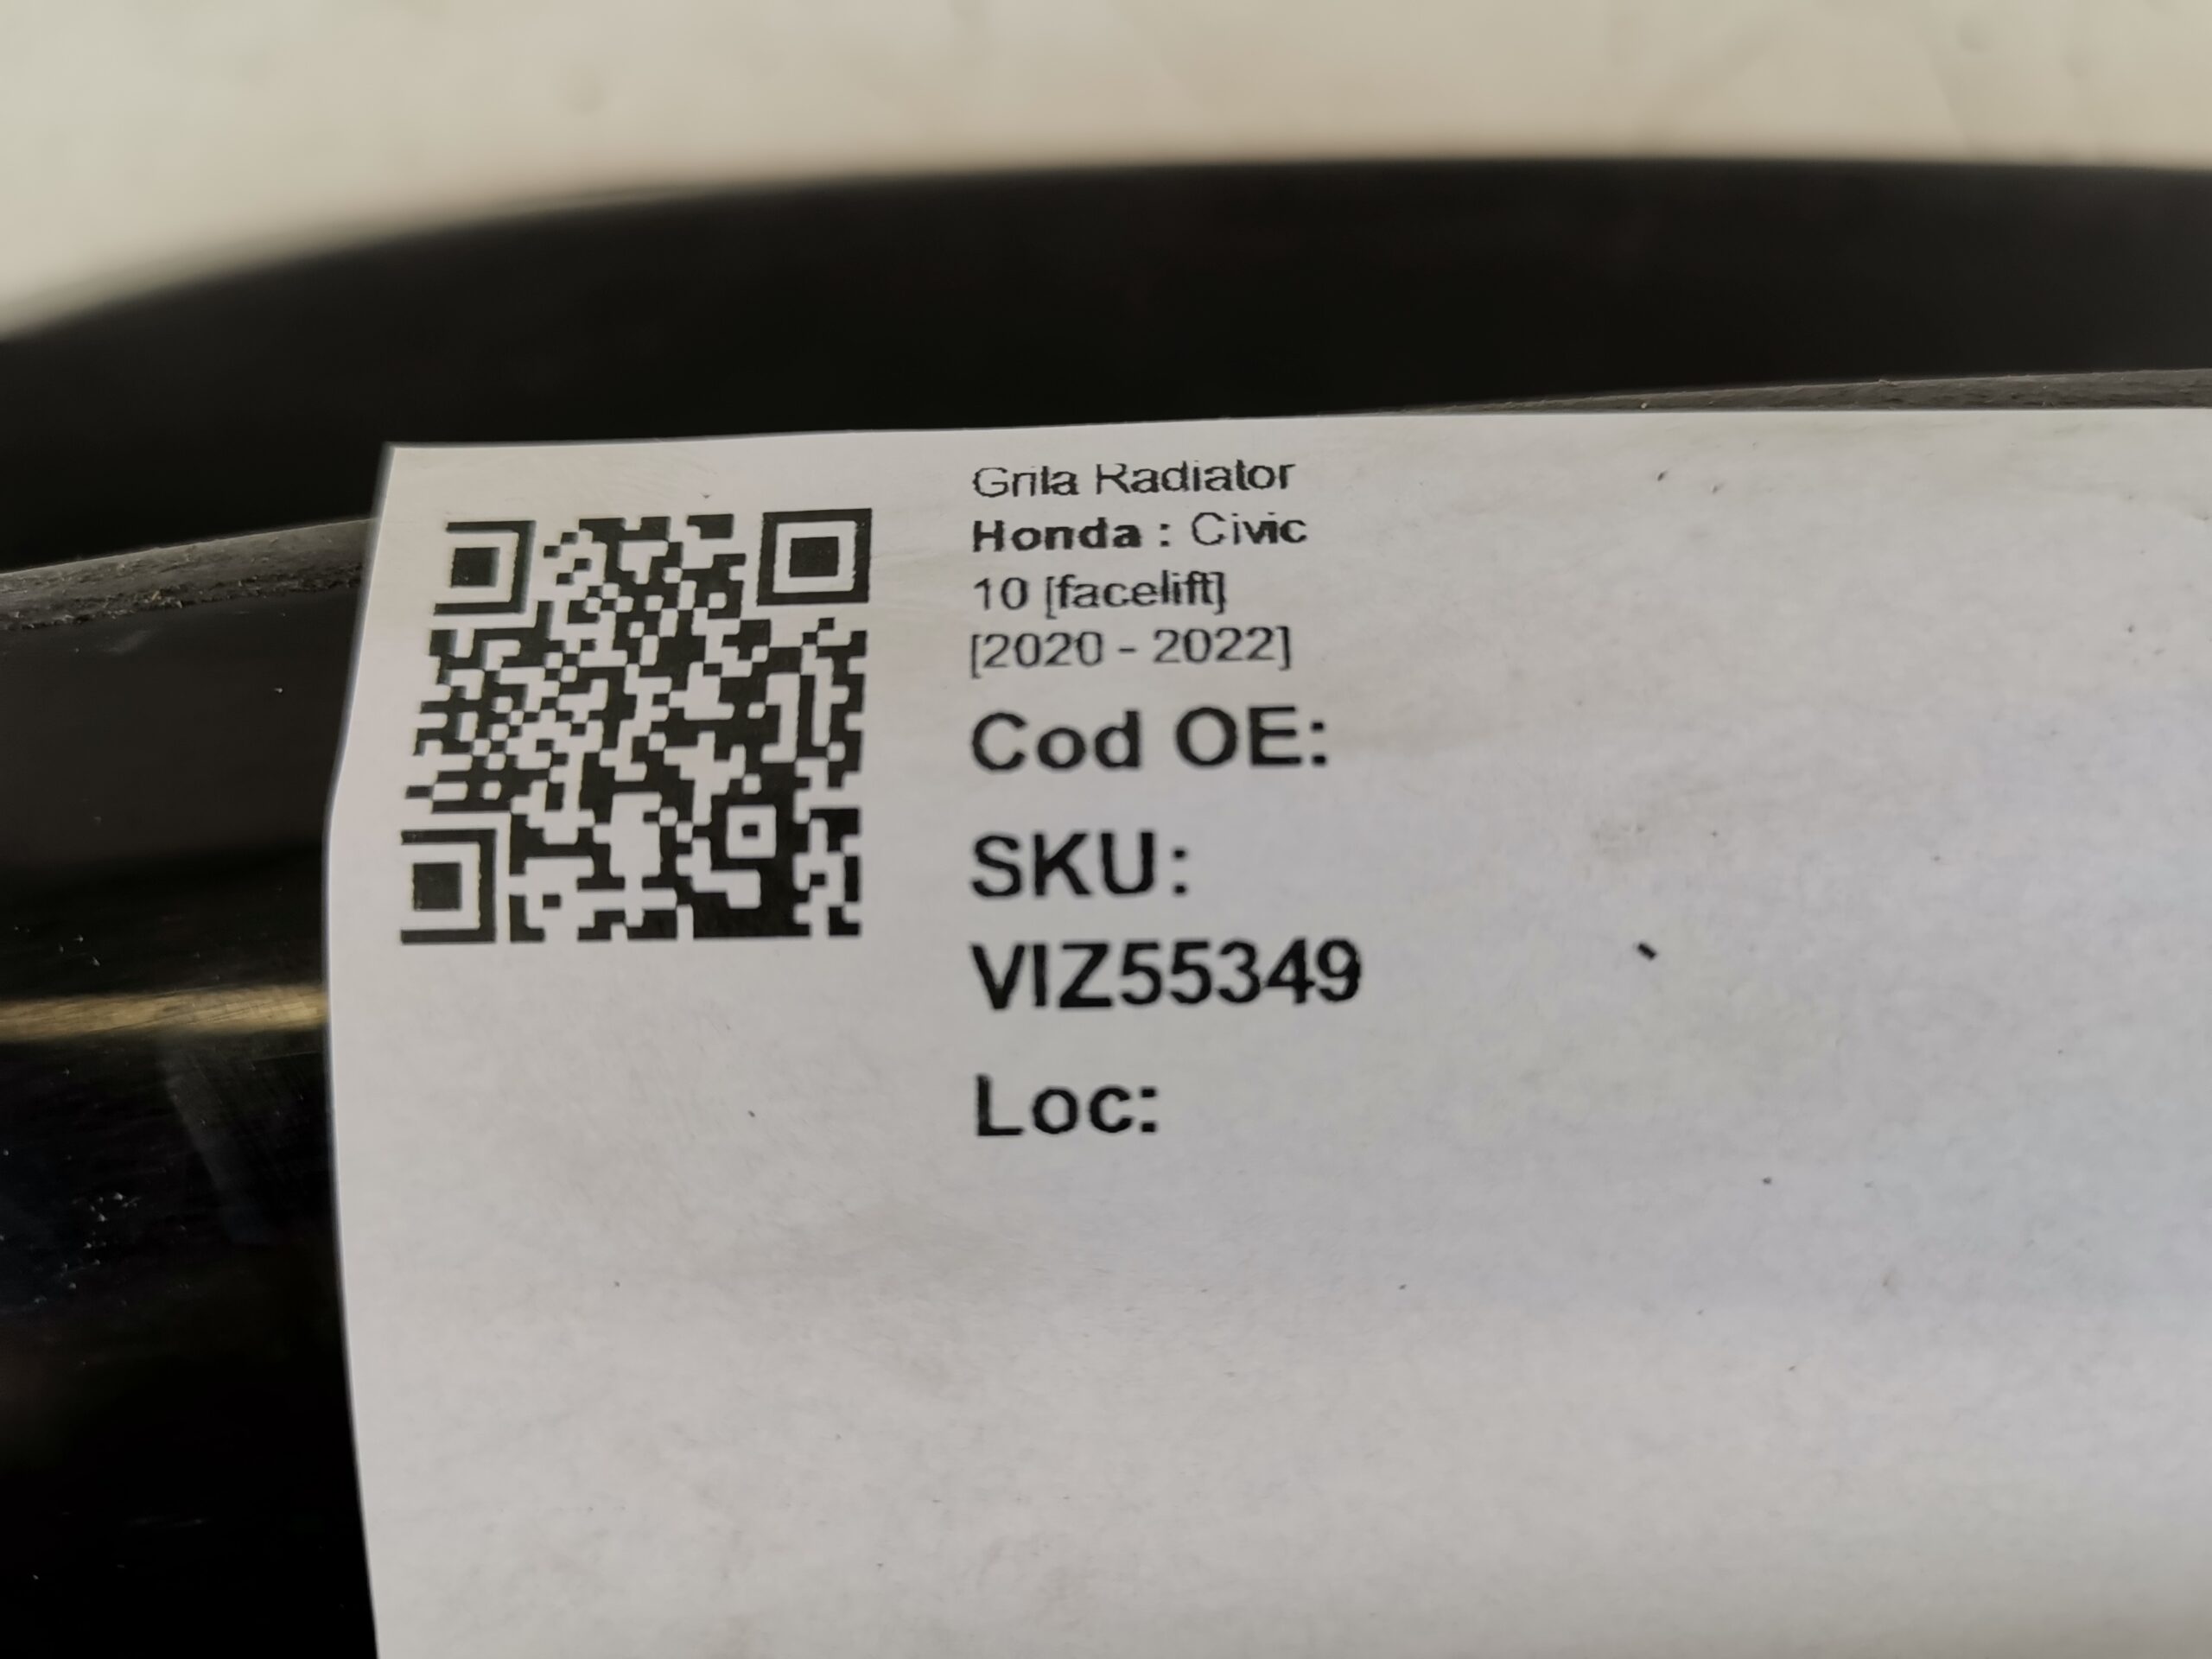 Grila Radiator
Honda : Civic
10 [facelift]
[2020 - 2022]
Cod OE:
SKU:
VIZ55349
Loc: